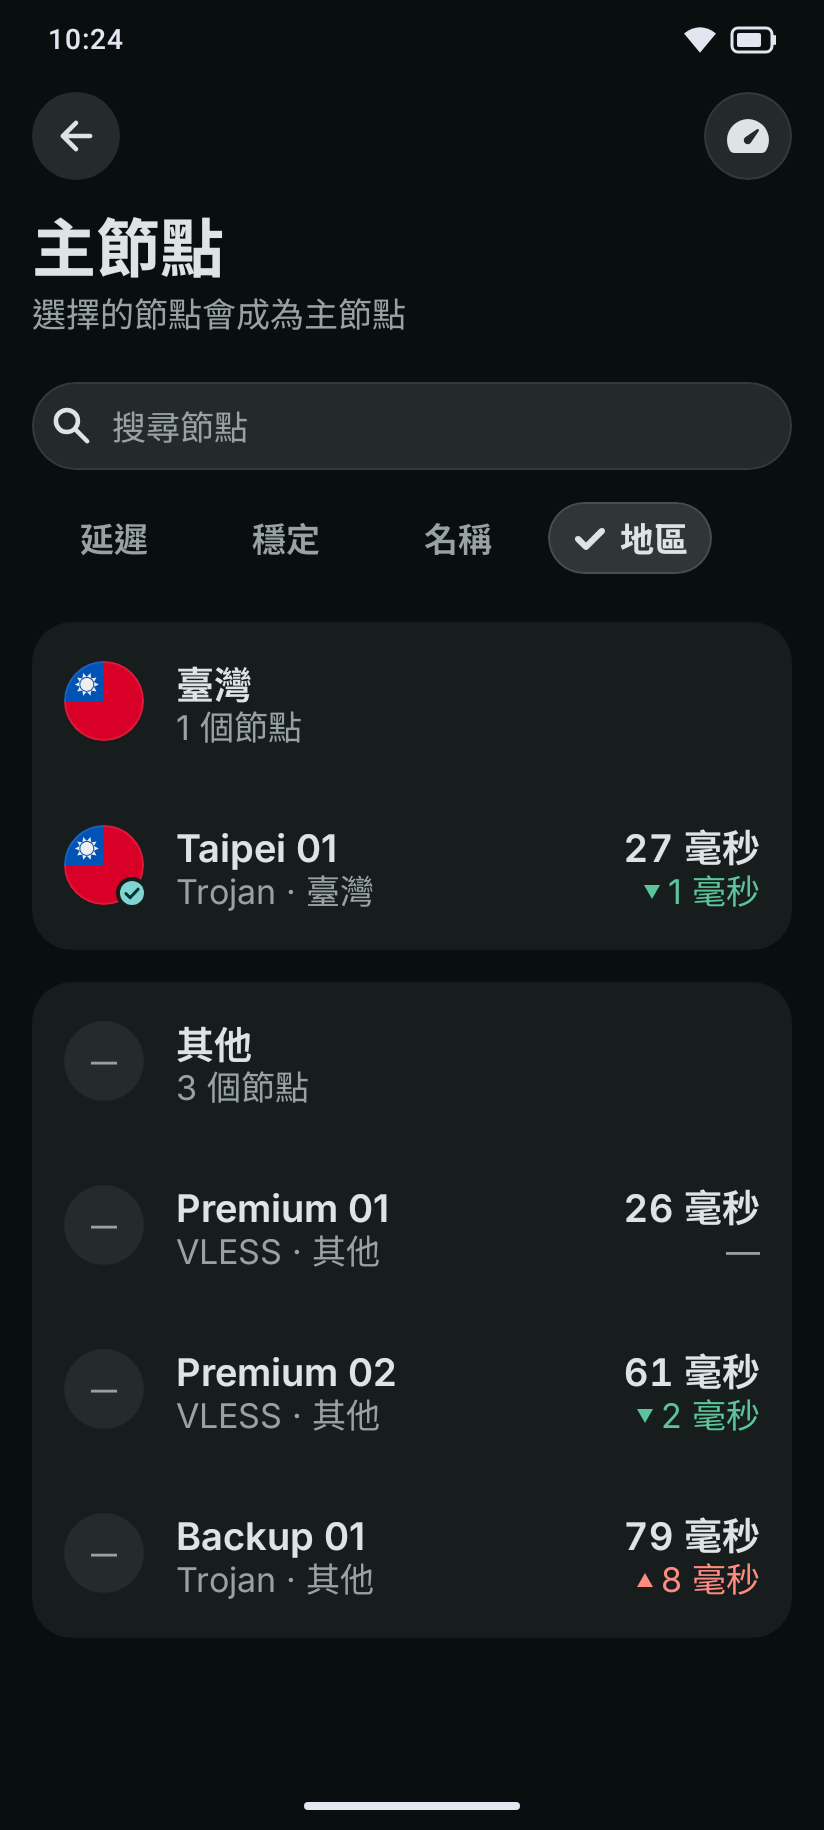 10:24
主節點
選擇的節點會成為主節點
搜尋節點
延遲
穩定
名稱
地區
臺灣
1 個節點
Taipei 01
27 毫秒
Trojan · 臺灣
▼1 毫秒
—
其他
3 個節點
—
Premium 01
26 毫秒
VLESS · 其他
—
—
Premium 02
61 毫秒
VLESS · 其他
▼2 毫秒
—
Backup 01
79 毫秒
Trojan · 其他
▲8 毫秒